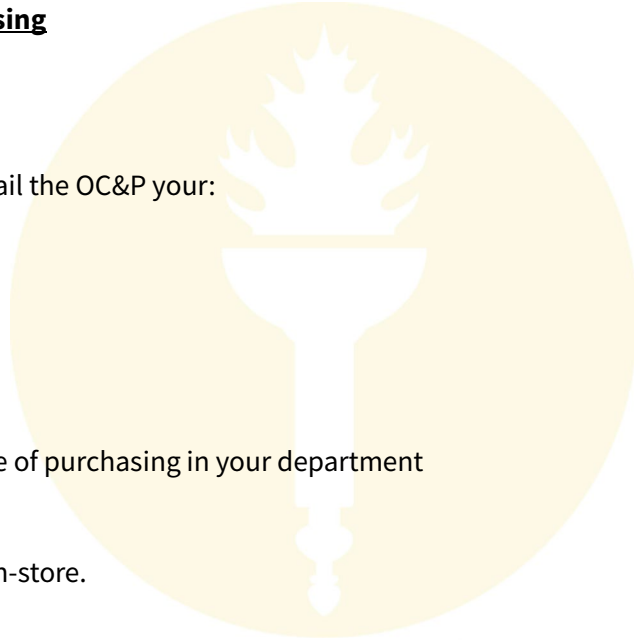 sing
ail the OC&P your:
e of purchasing in your department
n-store.